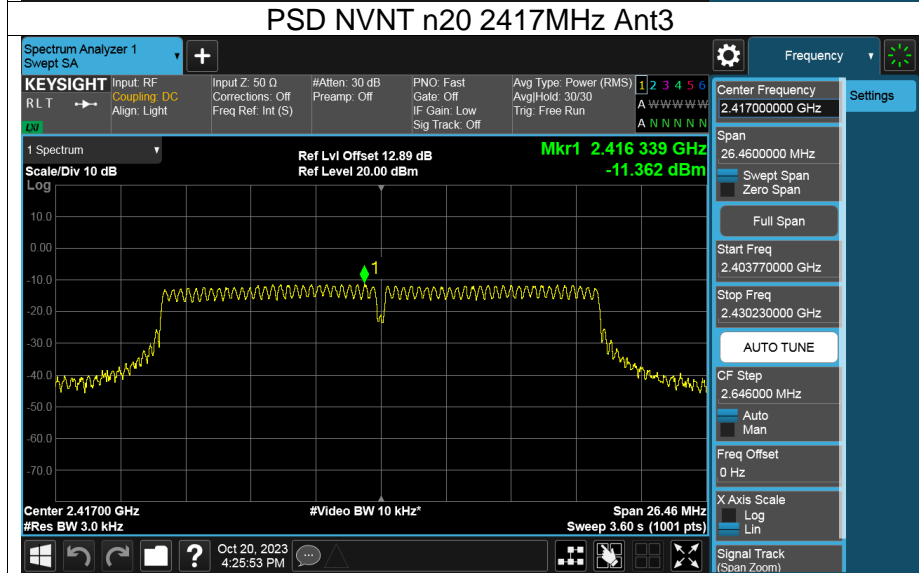 PSD NVNT n20 2417MHz Ant3
Spectrum Analyzer 1
Swept SA
+
Frequency
KEYSIGHT
RLT
LXI
Input: RF
Coupling: DC
Align: Light
Input Z: 50 Ω
Corrections: Off
Freq Ref: Int (S)
#Atten: 30 dB
Preamp: Off
PNO: Fast
Gate: Off
IF Gain: Low
Sig Track: Off
Avg Type: Power (RMS)
Avg|Hold: 30/30
Trig: Free Run
1 2 3 4 5 6
A W W W W W
A N N N N N
1 Spectrum
Scale/Div 10 dB
Log
Ref Lvl Offset 12.89 dB
Ref Level 20.00 dBm
Mkr1 2.416 339 GHz
-11.362 dBm
10.0
0.00
-10.0
-20.0
-30.0
-40.0
-50.0
-60.0
-70.0
1
Center 2.41700 GHz
#Res BW 3.0 kHz
#Video BW 10 kHz*
Span 26.46 MHz
Sweep 3.60 s (1001 pts)
Center Frequency
2.417000000 GHz
Settings
Span
26.4600000 MHz
Swept Span
Zero Span
Full Span
Start Freq
2.403770000 GHz
Stop Freq
2.430230000 GHz
AUTO TUNE
CF Step
2.646000 MHz
Auto
Man
Freq Offset
0 Hz
X Axis Scale
Log
Lin
Signal Track
(Span Zoom)
?
Oct 20, 2023
4:25:53 PM